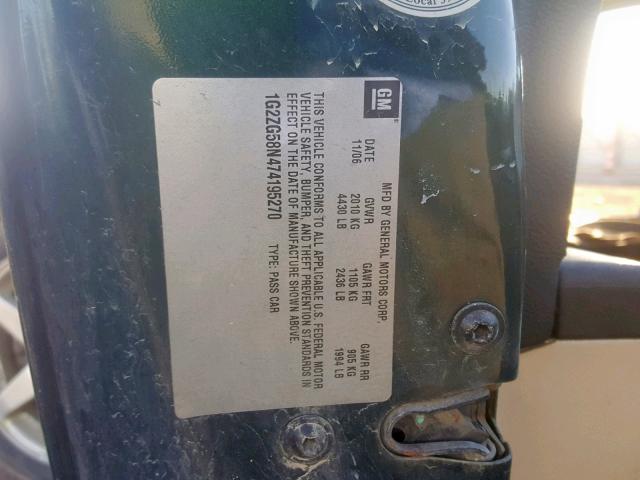 GM
MFD BY GENERAL MOTORS CORP.
DATE GVWR GAWR FRT GAWR RR
11/06 2010 KG 1105 KG 905 KG
4430 LB 2436 LB 1994 LB
THIS VEHICLE CONFORMS TO ALL APPLICABLE U.S. FEDERAL MOTOR
VEHICLE SAFETY, BUMPER, AND THEFT PREVENTION STANDARDS IN
EFFECT ON THE DATE OF MANUFACTURE SHOWN ABOVE.
1G2ZG58N474195270 TYPE: PASS CAR
Local